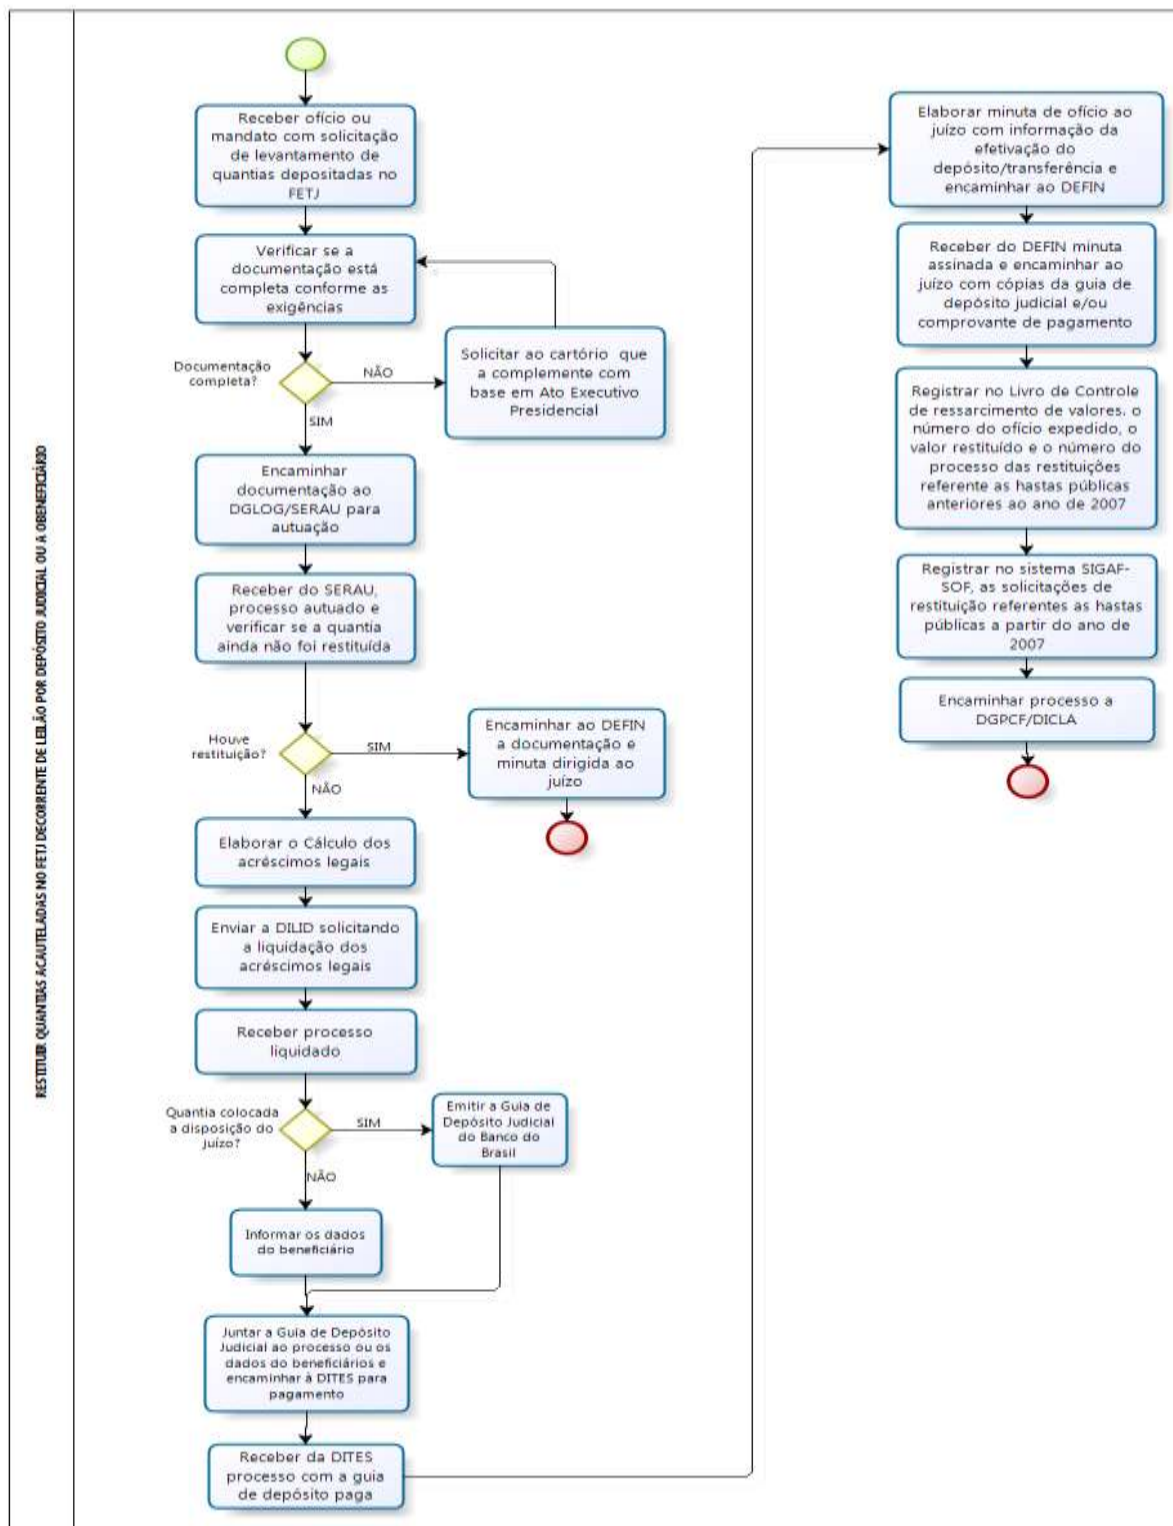 RESTITUIR QUANTIAS ACAUTELADAS NO FETJ DECORRENTE DE LEILÃO POR DEPÓSITO JUDICIAL OU A OBENEFICIÁRIO
Receber ofício ou
mandato com solicitação
de levantamento de
quantias depositadas no
FETJ
Verificar se a
documentação está
completa conforme as
exigências
Documentação
completa?
NÃO
Solicitar ao cartório que
a complemente com
base em Ato Executivo
Presidencial
SIM
Encaminhar
documentação ao
DGLOG/SERAU para
autuação
Receber do SERAU,
processo autuado e
verificar se a quantia
ainda não foi restituída
Houve
restituição?
SIM
Encaminhar ao DEFIN
a documentação e
minuta dirigida ao
juízo
NÃO
Elaborar o Cálculo dos
acréscimos legais
Enviar a DILID solicitando
a liquidação dos
acréscimos legais
Receber processo
liquidado
Quantia colocada
a disposição do
juízo?
SIM
Emitir a Guia de
Depósito Judicial
do Banco do
Brasil
NÃO
Informar os dados
do beneficiário
Juntar a Guia de Depósito
Judicial ao processo ou os
dados do beneficiários e
encaminhar à DITES para
pagamento
Receber da DITES
processo com a guia
de depósito paga
Elaborar minuta de ofício ao
juízo com informação da
efetivação do
depósito/transferência e
encaminhar ao DEFIN
Receber do DEFIN minuta
assinada e encaminhar ao
juízo com cópias da guia de
depósito judicial e/ou
comprovante de pagamento
Registrar no Livro de Controle
de ressarcimento de valores. o
número do ofício expedido, o
valor restituído e o número do
processo das restituições
referente as hastas públicas
anteriores ao ano de 2007
Registrar no sistema SIGAF-
SOF, as solicitações de
restituição referentes as hastas
públicas a partir do ano de
2007
Encaminhar processo a
DGPCF/DICLA